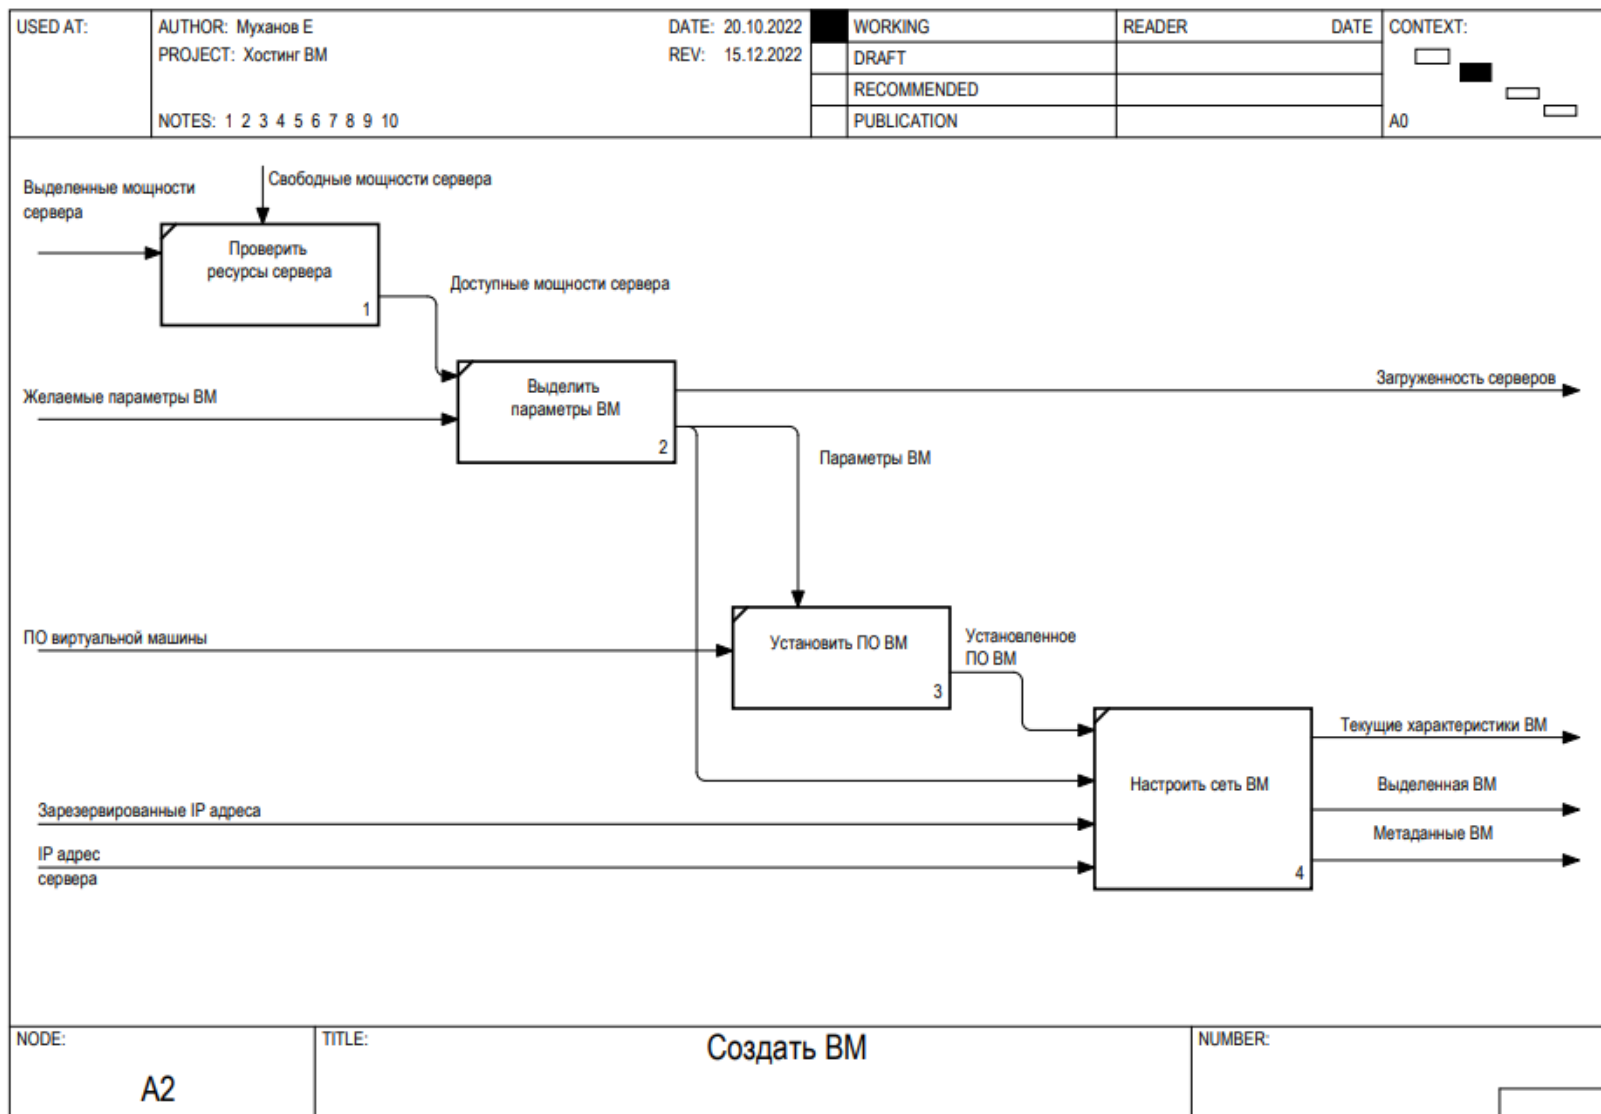 USED AT:
AUTHOR: Муханов Е
DATE: 20.10.2022
PROJECT: Хостинг ВМ
REV: 15.12.2022
NOTES: 1 2 3 4 5 6 7 8 9 10
WORKING
DRAFT
RECOMMENDED
PUBLICATION
READER
DATE
CONTEXT:
A0
Выделенные мощности
сервера
Свободные мощности сервера
Проверить
ресурсы сервера
1
Доступные мощности сервера
Желаемые параметры ВМ
Выделить
параметры ВМ
2
Загруженность серверов
Параметры ВМ
ПО виртуальной машины
Установить ПО ВМ
3
Установленное
ПО ВМ
Текущие характеристики ВМ
Настроить сеть ВМ
4
Выделенная ВМ
Метаданные ВМ
Зарезервированные IP адреса
IP адрес
сервера
NODE:
A2
TITLE:
Создать ВМ
NUMBER: